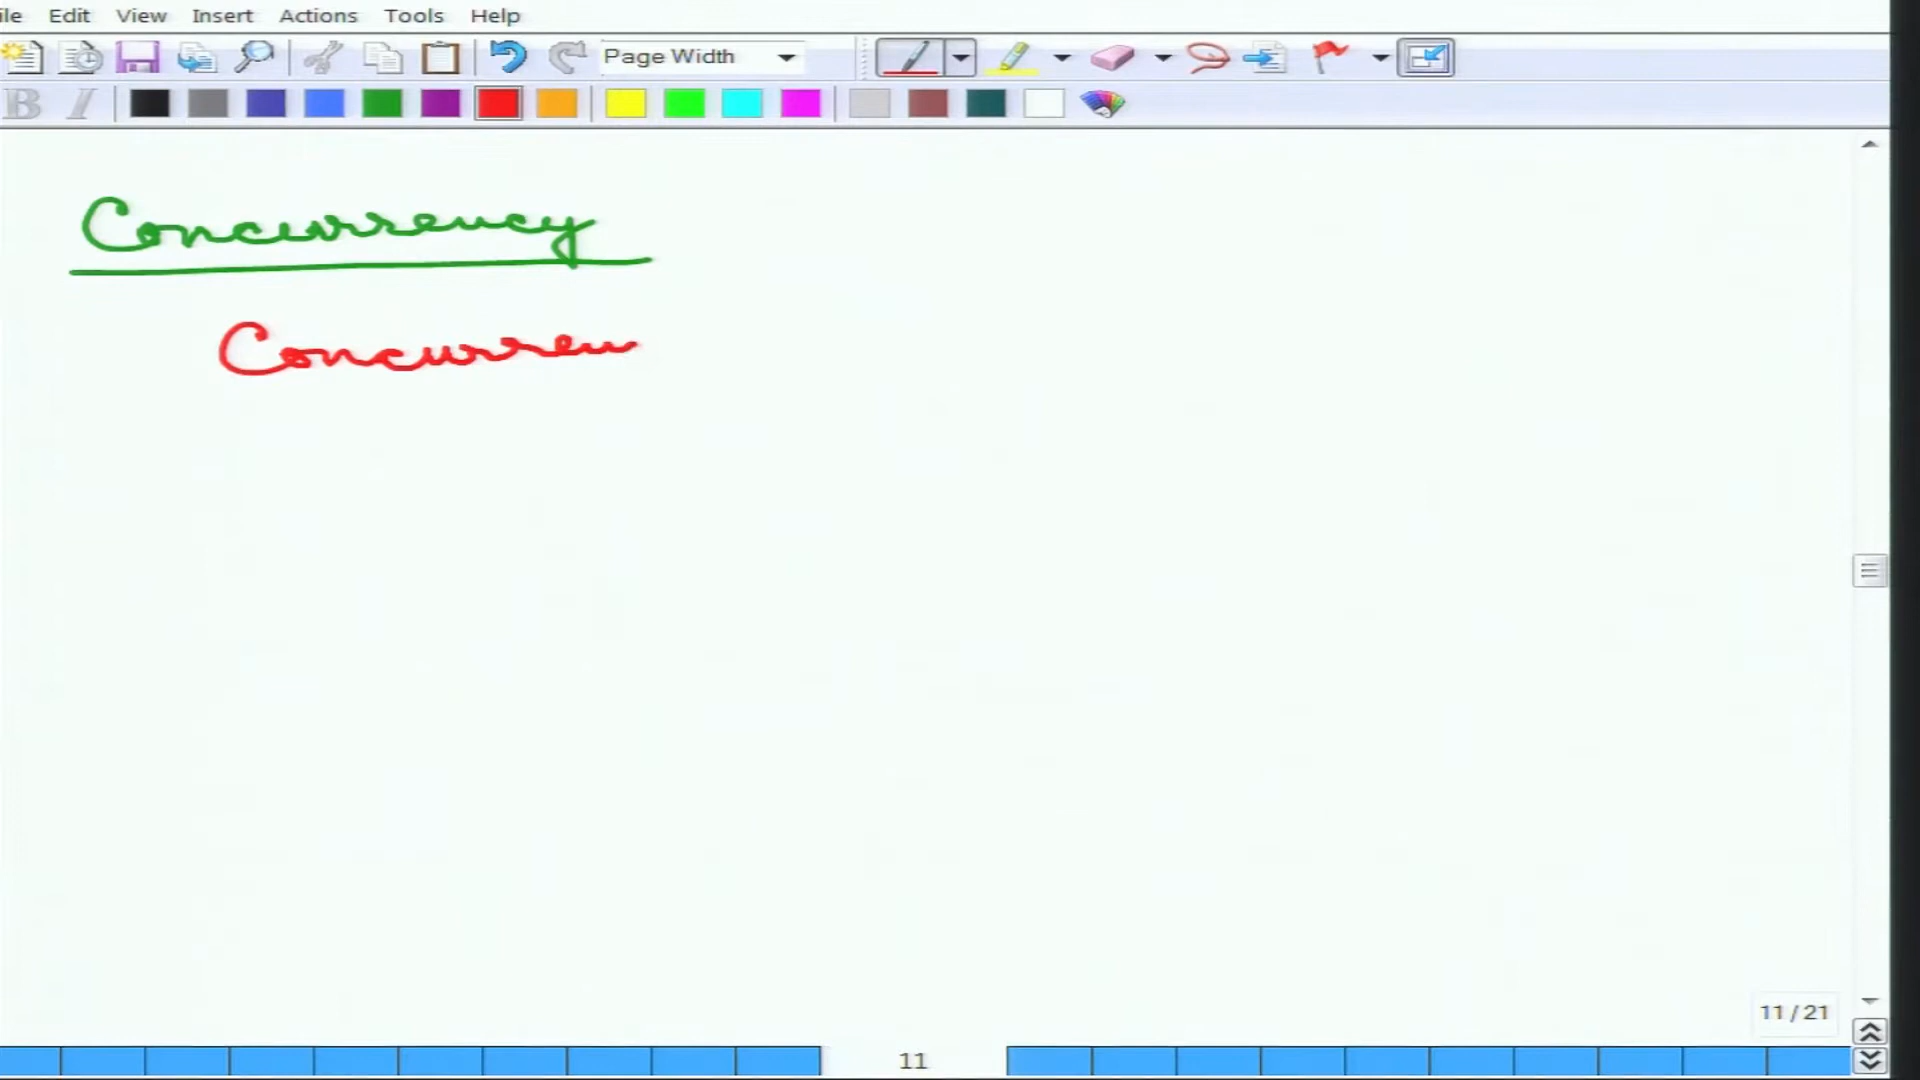 ile Edit View Insert Actions Tools Help
Page Width
B I
Concurrency
Concurren
11 / 21
11